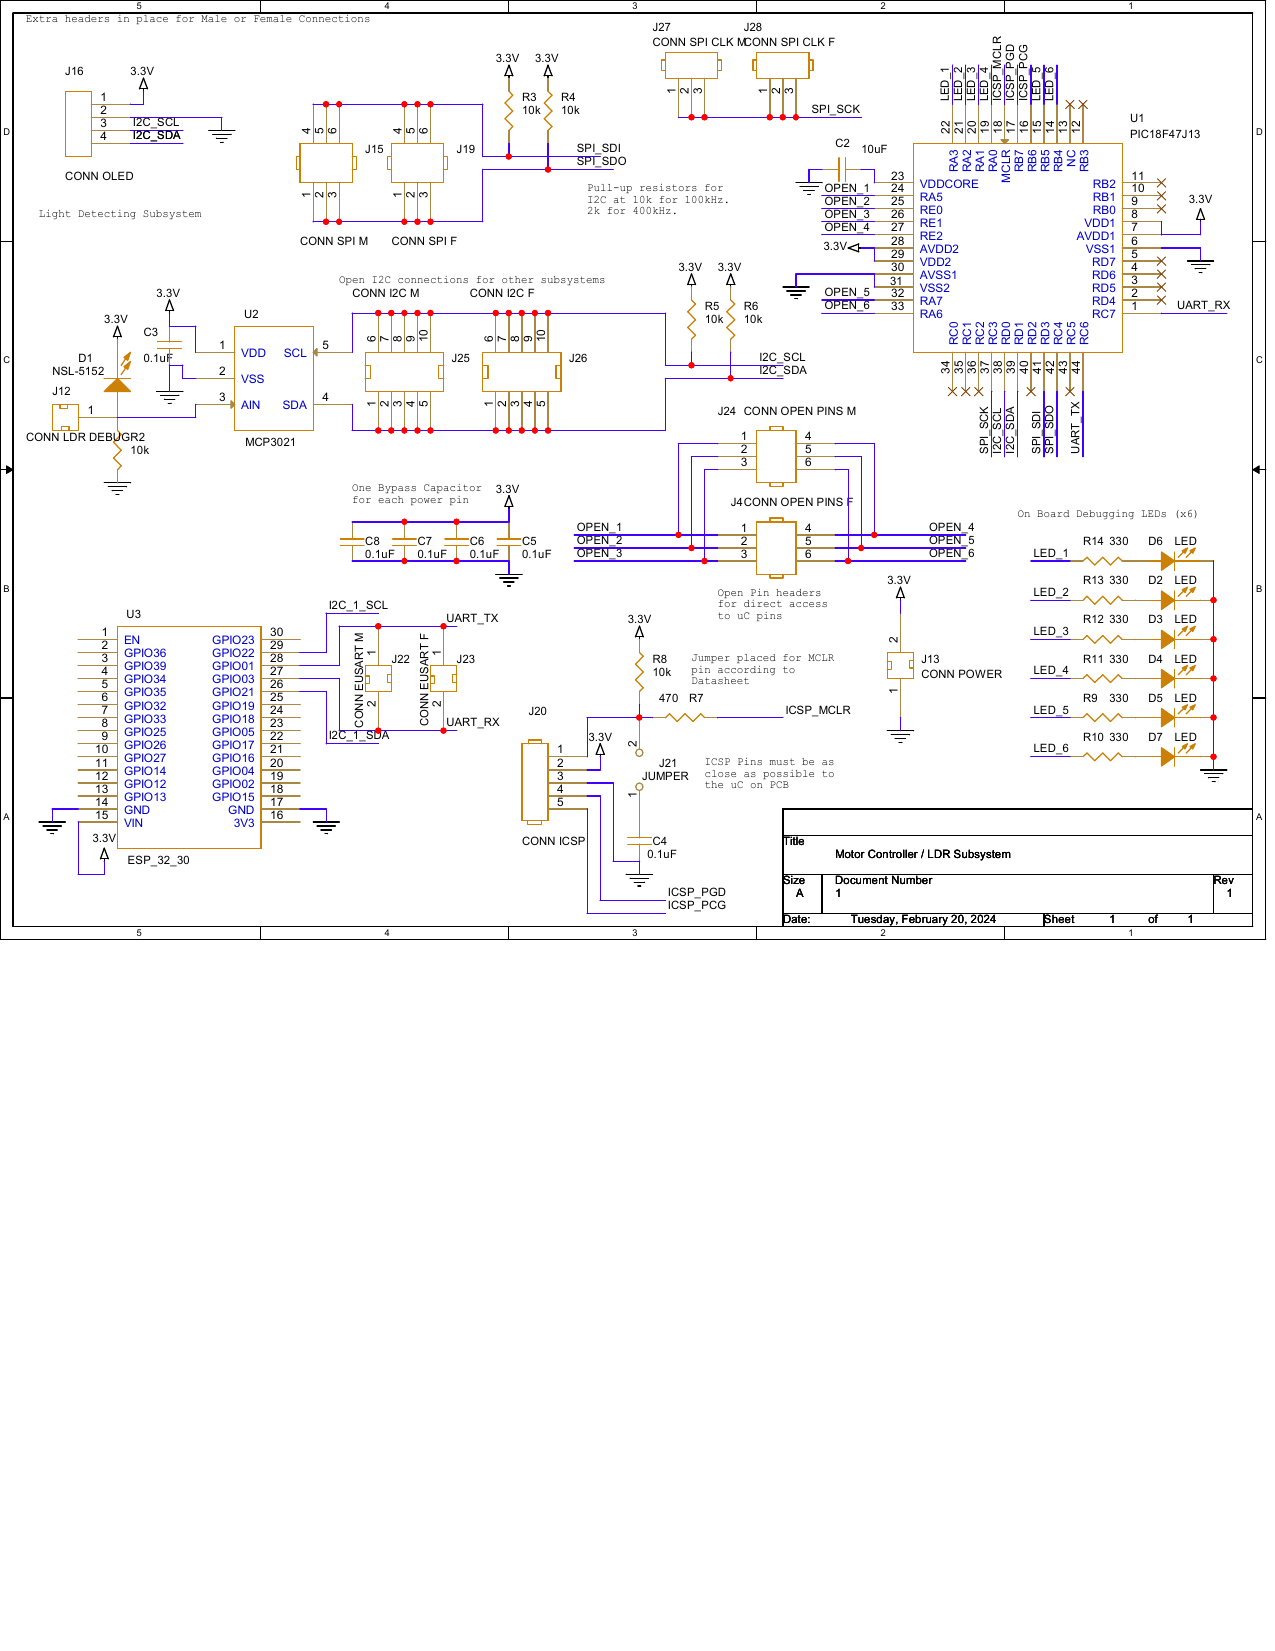 5 4 3 2 1
Extra headers in place for Male or Female Connections
J16
3.3V
1
2
3
4
I2C_SCL
I2C_SDA
CONN OLED
Light Detecting Subsystem
4 5 6
J15
1 2 3
CONN SPI M
4 5 6
J19
1 2 3
CONN SPI F
3.3V 3.3V
R3
10k
R4
10k
SPI_SDI
SPI_SDO
Pull-up resistors for
I2C at 10k for 100kHz.
2k for 400kHz.
J27
CONN SPI CLK M
1 2 3
J28
CONN SPI CLK F
1 2 3
SPI_SCK
U1
PIC18F47J13
LED_1
LED_2
LED_3
LED_4
ICSP_MCLR
ICSP_PGD
ICSP_PCG
LED_5
LED_6
22 21 20 19 18 17 16 15 14 13 12
RA3 RA2 RA1 RA0 MCLR RB7 RB6 RB5 RB4 NC RB3
C2
10uF
23 VDDCORE
OPEN_1 24 RA5
OPEN_2 25 RE0
OPEN_3 26 RE1
OPEN_4 27 RE2
3.3V 28 AVDD2
29 VDD2
30 AVSS1
31 VSS2
OPEN_5 32 RA7
OPEN_6 33 RA6
RB2 11
RB1 10
RB0 9
VDD1 8
AVDD1 7
VSS1 6
RD7 5
RD6 4
RD5 3
RD4 2
RC7 1
3.3V
UART_RX
RC0 RC1 RC2 RC3 RD0 RD1 RD2 RD3 RC4 RC5 RC6
34 35 36 37 38 39 40 41 42 43 44
SPI_SCK
I2C_SCL
I2C_SDA
SPI_SDI
SPI_SDO
UART_TX
Open I2C connections for other subsystems
CONN I2C M
6 7 8 9 10
J25
1 2 3 4 5
CONN I2C F
6 7 8 9 10
J26
1 2 3 4 5
3.3V 3.3V
R5
10k
R6
10k
I2C_SCL
I2C_SDA
3.3V
C3
0.1uF
3.3V
D1
NSL-5152
J12
1
CONN LDR DEBUG
R2
10k
U2
1 VDD SCL 5
2 VSS
3 AIN SDA 4
MCP3021
J24 CONN OPEN PINS M
1 4
2 5
3 6
J4 CONN OPEN PINS F
OPEN_1 1 4 OPEN_4
OPEN_2 2 5 OPEN_5
OPEN_3 3 6 OPEN_6
Open Pin headers
for direct access
to uC pins
One Bypass Capacitor
for each power pin
3.3V
C8
0.1uF
C7
0.1uF
C6
0.1uF
C5
0.1uF
On Board Debugging LEDs (x6)
LED_1 R14 330 D6 LED
LED_2 R13 330 D2 LED
LED_3 R12 330 D3 LED
LED_4 R11 330 D4 LED
LED_5 R9 330 D5 LED
LED_6 R10 330 D7 LED
U3
1 EN GPIO23 30
2 GPIO36 GPIO22 29
3 GPIO39 GPIO01 28
4 GPIO34 GPIO03 27
5 GPIO35 GPIO21 26
6 GPIO32 GPIO19 25
7 GPIO33 GPIO18 24
8 GPIO25 GPIO05 23
9 GPIO26 GPIO17 22
10 GPIO27 GPIO16 21
11 GPIO14 GPIO04 20
12 GPIO12 GPIO02 19
13 GPIO13 GPIO15 18
14 GND GND 17
15 VIN 3V3 16
3.3V
ESP_32_30
I2C_1_SCL
UART_TX
CONN EUSART M
1
2
J22
CONN EUSART F
1
2
J23
UART_RX
I2C_1_SDA
3.3V
R8
10k
Jumper placed for MCLR
pin according to
Datasheet
470 R7
ICSP_MCLR
J20
1
2
3
4
5
3.3V
CONN ICSP
2
J21
JUMPER
1
ICSP Pins must be as
close as possible to
the uC on PCB
C4
0.1uF
ICSP_PGD
ICSP_PCG
3.3V
2
J13
CONN POWER
1
Title
Motor Controller / LDR Subsystem
Size
A
Document Number
1
Rev
1
Date: Tuesday, February 20, 2024 Sheet 1 of 1
D D
C C
B B
A A
5 4 3 2 1